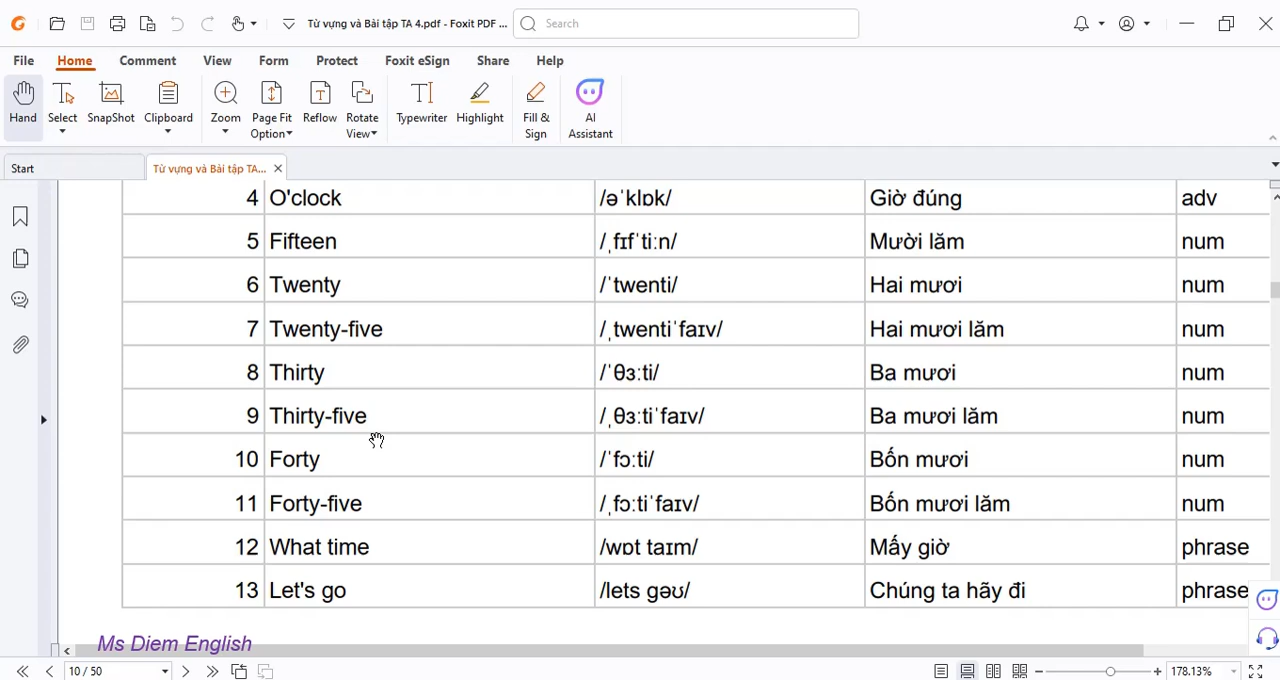 Từ vựng và Bài tập TA 4.pdf - Foxit PDF ...
Search
File Home Comment View Form Protect Foxit eSign Share Help
Hand Select SnapShot Clipboard Zoom Page Fit Option Reflow Rotate View Typewriter Highlight Fill & Sign AI Assistant
Start
Từ vựng và Bài tập TA...
4 O'clock /əˈklɒk/ Giờ đúng adv
5 Fifteen /ˌfɪfˈtiːn/ Mười lăm num
6 Twenty /ˈtwenti/ Hai mươi num
7 Twenty-five /ˌtwentiˈfaɪv/ Hai mươi lăm num
8 Thirty /ˈθɜːti/ Ba mươi num
9 Thirty-five /ˌθɜːtiˈfaɪv/ Ba mươi lăm num
10 Forty /ˈfɔːti/ Bốn mươi num
11 Forty-five /ˌfɔːtiˈfaɪv/ Bốn mươi lăm num
12 What time /wɒt taɪm/ Mấy giờ phrase
13 Let's go /lets gəʊ/ Chúng ta hãy đi phrase
Ms Diem English
10 / 50
178.13%